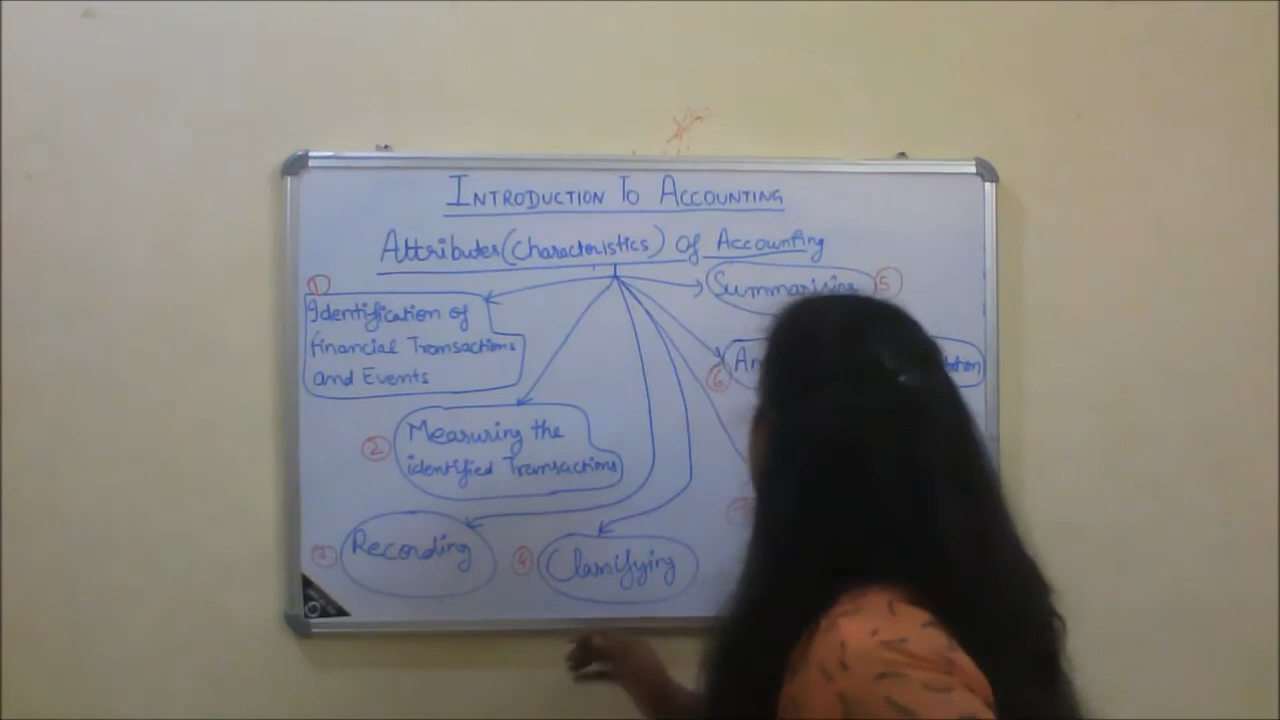 INTRODUCTION TO ACCOUNTING
Attributes (Characteristics) Of Accounting
1
Identification of
Financial Transactions
and Events
2
Measuring the
identified Transactions
3
Recording
4
Classifying
Summarising
5
6